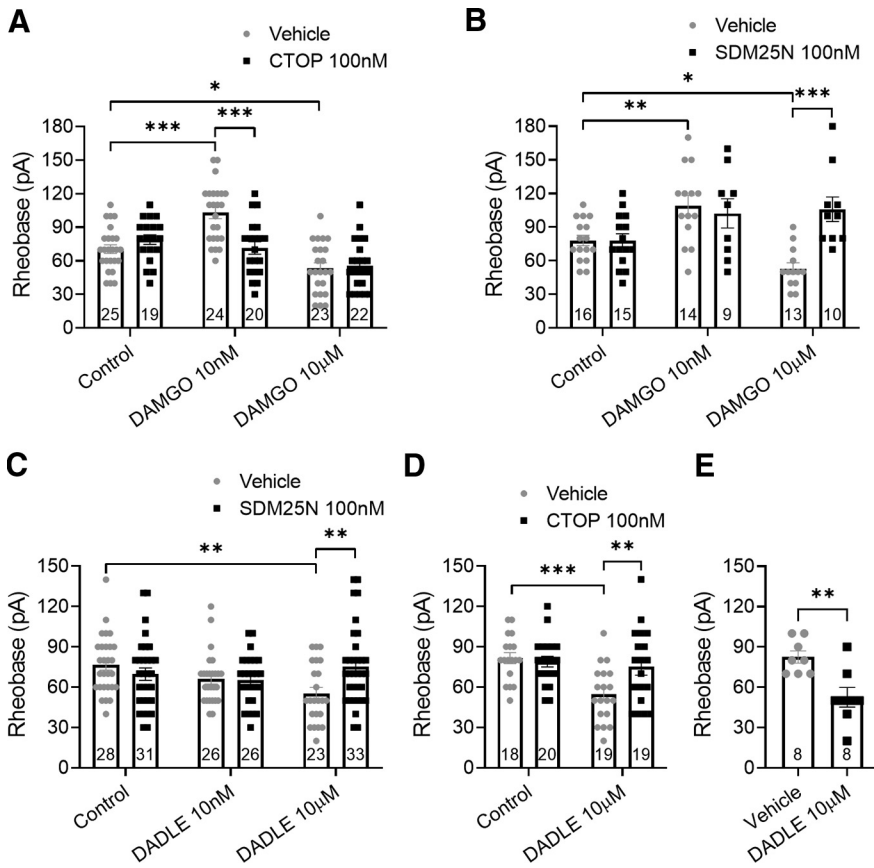 A
Vehicle
CTOP 100nM
*
***
***
Rheobase (pA)
180
150
120
90
60
30
0
25
19
24
20
23
22
Control
DAMGO 10nM
DAMGO 10μM
B
Vehicle
SDM25N 100nM
*
**
***
Rheobase (pA)
180
150
120
90
60
30
0
16
15
14
9
13
10
Control
DAMGO 10nM
DAMGO 10μM
C
Vehicle
SDM25N 100nM
**
**
Rheobase (pA)
150
120
90
60
30
0
28
31
26
26
23
33
Control
DADLE 10nM
DADLE 10μM
D
Vehicle
CTOP 100nM
***
**
Rheobase (pA)
150
120
90
60
30
0
18
20
19
19
Control
DADLE 10μM
E
**
Rheobase (pA)
150
120
90
60
30
0
8
8
Vehicle
DADLE 10μM